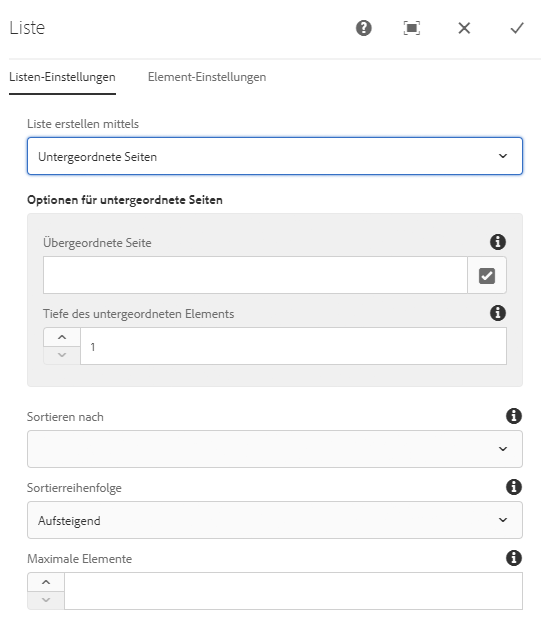 Liste
Listen-Einstellungen Element-Einstellungen
Liste erstellen mittels
Untergeordnete Seiten
Optionen für untergeordnete Seiten
Übergeordnete Seite
Tiefe des untergeordneten Elements
1
Sortieren nach
Sortierreihenfolge
Aufsteigend
Maximale Elemente